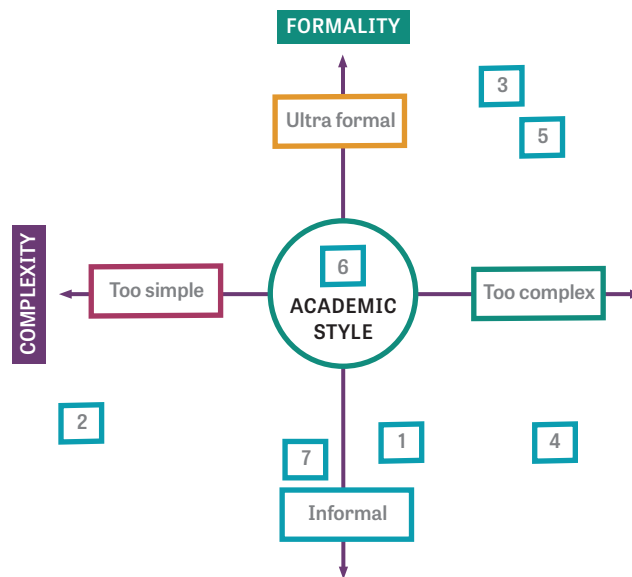 FORMALITY
3
Ultra formal
5
COMPLEXITY
6
Too simple
Too complex
ACADEMIC
STYLE
2
1
4
7
Informal